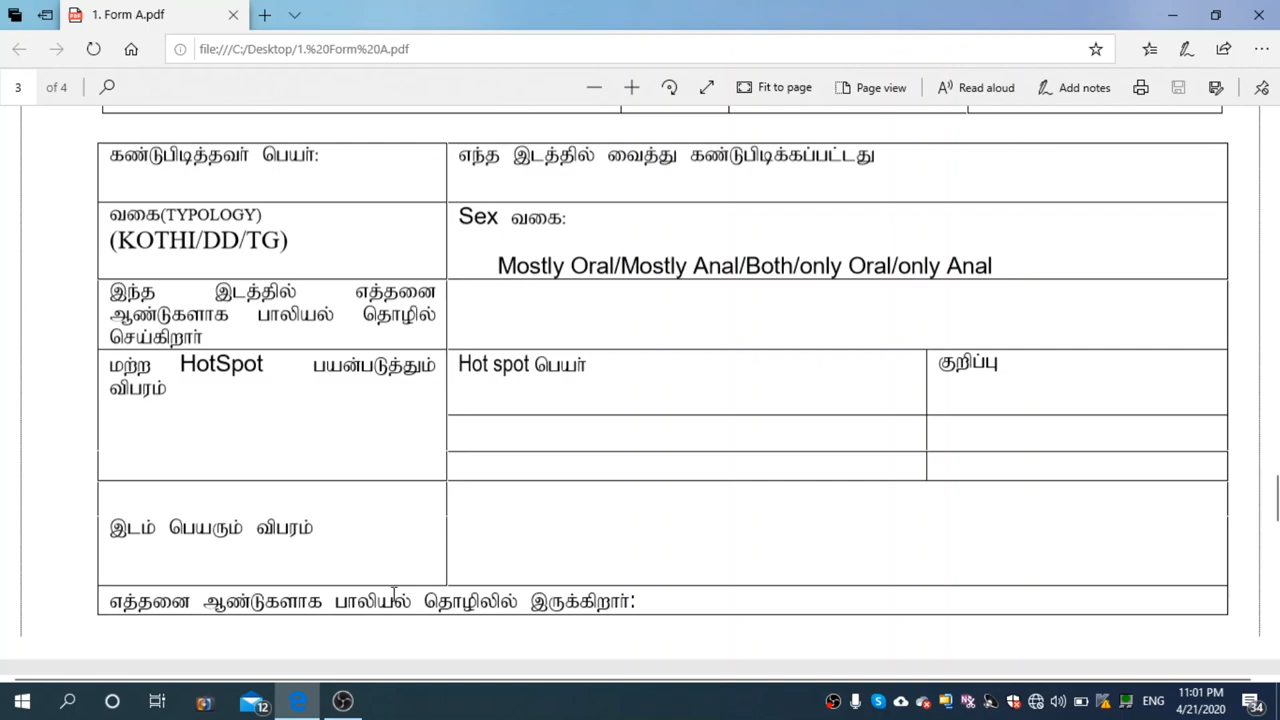 1. Form A.pdf
file:///C:/Desktop/1.%20Form%20A.pdf
3 of 4
Fit to page
Page view
Read aloud
Add notes
கண்டுபிடித்தவர் பெயர்:
எந்த இடத்தில் வைத்து கண்டுபிடிக்கப்பட்டது
வகை(TYPOLOGY)
(KOTHI/DD/TG)
Sex வகை:
Mostly Oral/Mostly Anal/Both/only Oral/only Anal
இந்த இடத்தில் எத்தனை
ஆண்டுகளாக பாலியல் தொழில்
செய்கிறார்
மற்ற HotSpot பயன்படுத்தும்
விபரம்
Hot spot பெயர்
குறிப்பு
இடம் பெயரும் விபரம்
எத்தனை ஆண்டுகளாக பாலியல் தொழிலில் இருக்கிறார்:
12
ENG
11:01 PM
4/21/2020
34